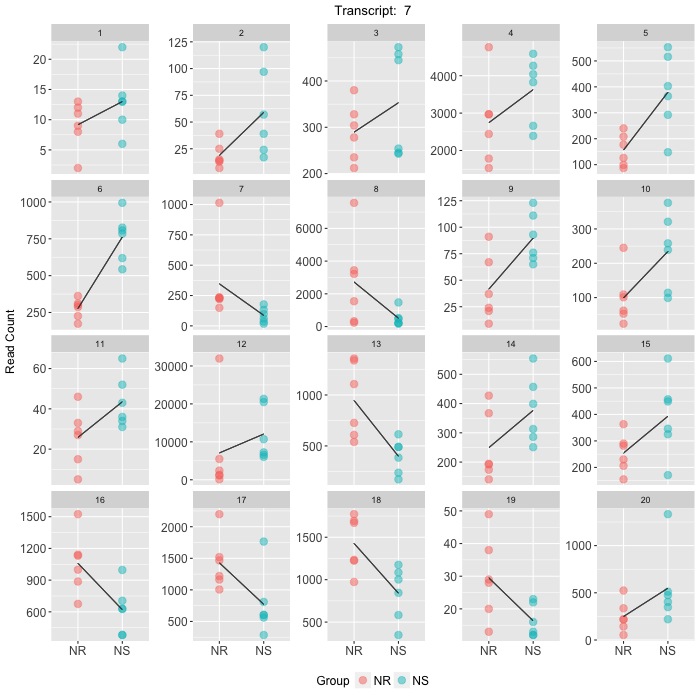 Transcript: 7
1 2 3 4 5
20 15 10 5
125 100 75 50 25
400 300 200
4000 3000 2000
500 400 300 200 100
6 7 8 9 10
1000 750 500 250
1000 750 500 250 0
6000 4000 2000 0
125 100 75 50 25
300 200 100
Read Count
11 12 13 14 15
60 40 20
30000 20000 10000 0
1000 500
500 400 300 200
600 500 400 300 200
16 17 18 19 20
1500 1200 900 600
2000 1500 1000 500
1500 1000 500
50 40 30 20
1000 500 0
NR NS NR NS NR NS NR NS NR NS
Group NR NS